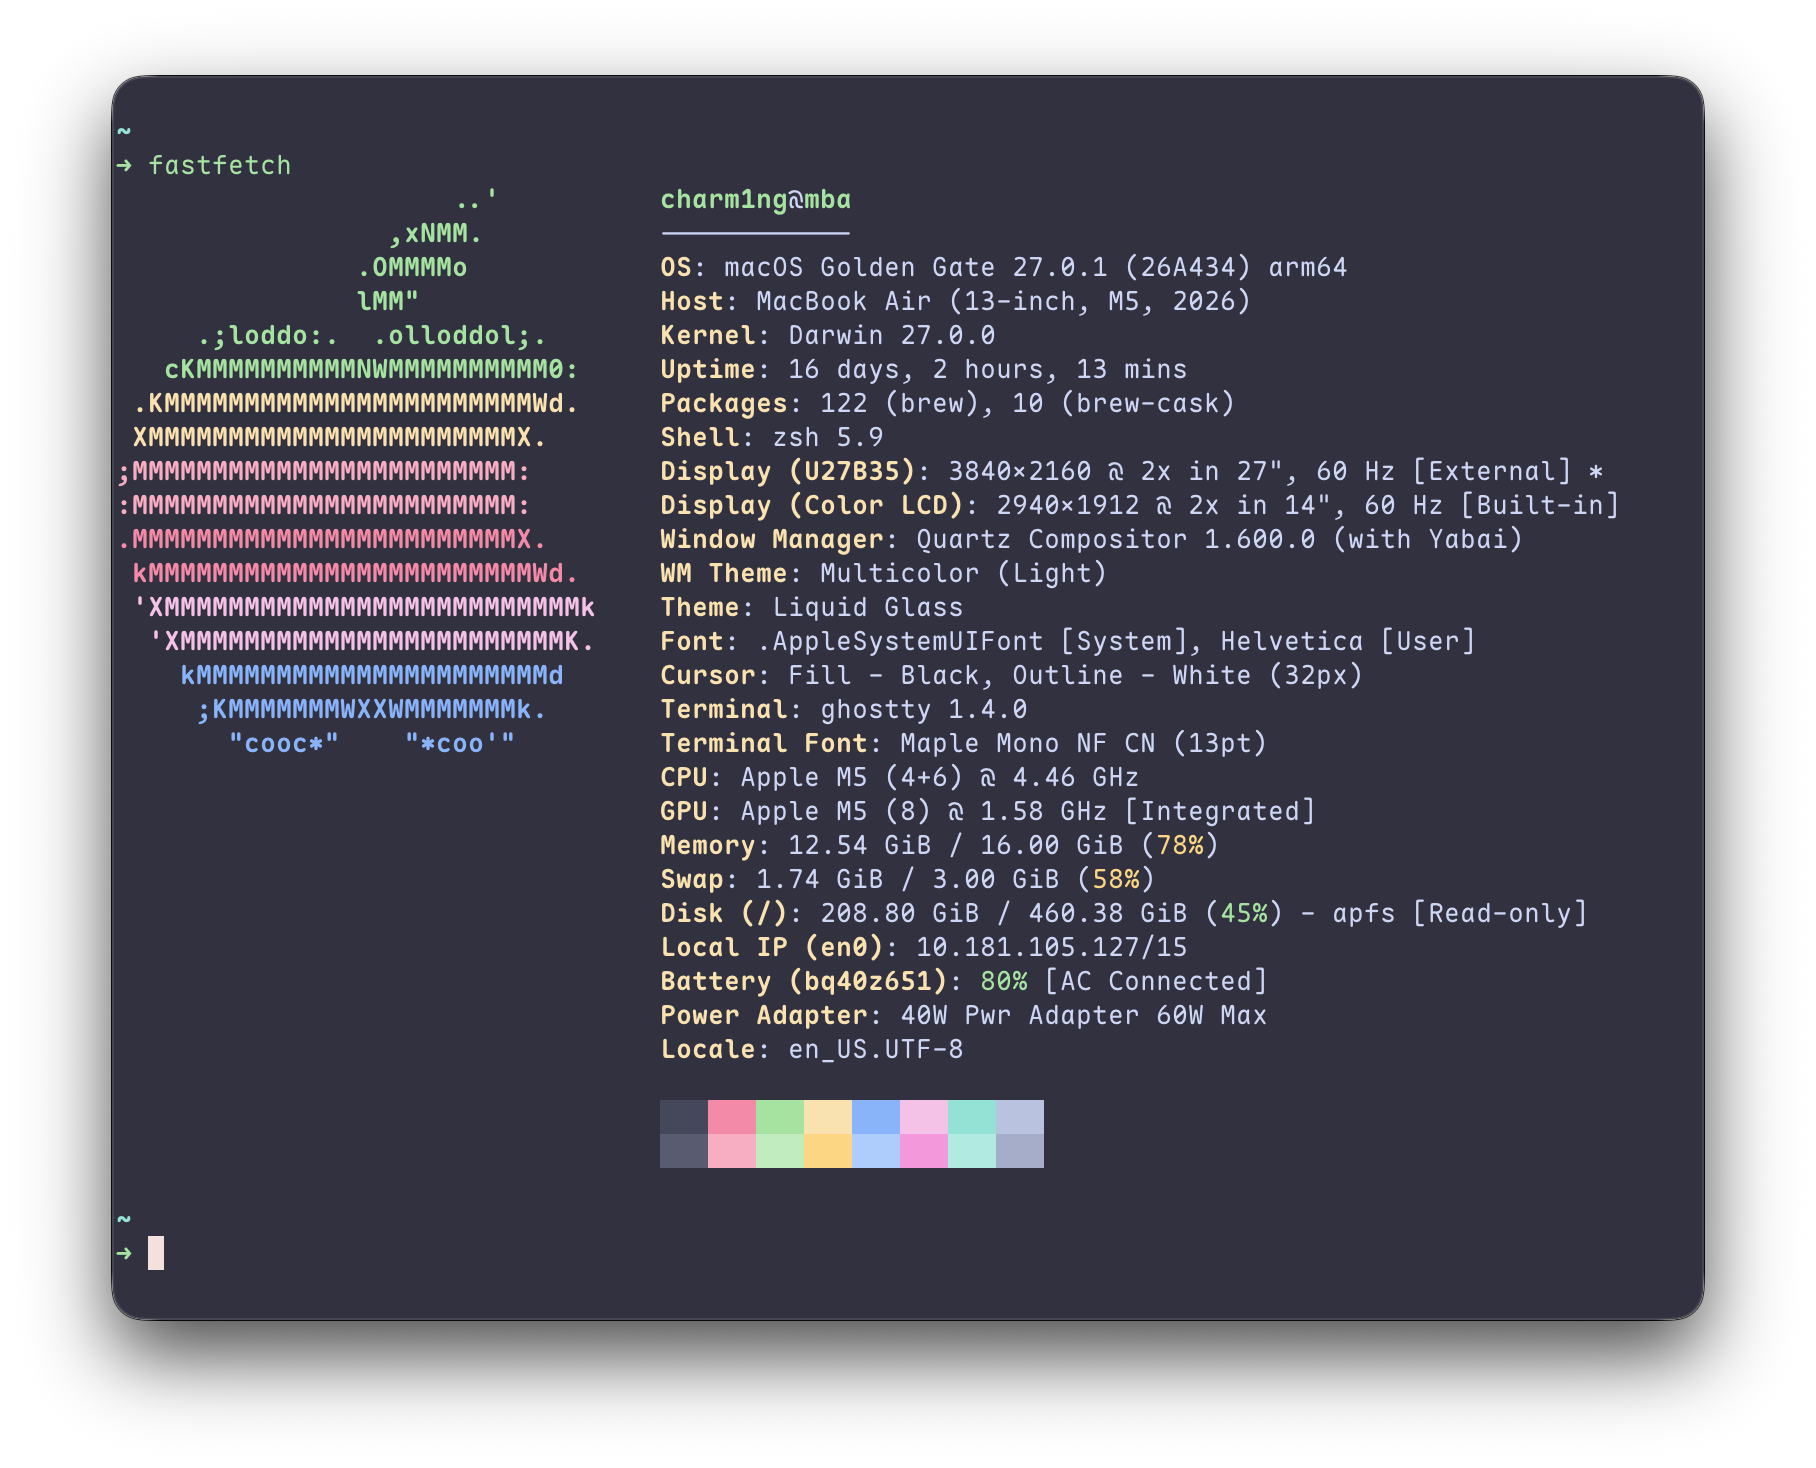 ~
➜ fastfetch
..'
,xNMM.
.OMMMMo
lMM"
.;loddo:.  .olloddol;.
cKMMMMMMMMMMNWMMMMMMMMMM0:
.KMMMMMMMMMMMMMMMMMMMMMMMWd.
XMMMMMMMMMMMMMMMMMMMMMMMX.
;MMMMMMMMMMMMMMMMMMMMMMMM:
:MMMMMMMMMMMMMMMMMMMMMMMM:
.MMMMMMMMMMMMMMMMMMMMMMMMX.
kMMMMMMMMMMMMMMMMMMMMMMMMWd.
'XMMMMMMMMMMMMMMMMMMMMMMMMMMk
'XMMMMMMMMMMMMMMMMMMMMMMMMK.
kMMMMMMMMMMMMMMMMMMMMMMd
;KMMMMMMMWXXWMMMMMMMk.
"cooc*"    "*coo'"
charm1ng@mba
OS: macOS Golden Gate 27.0.1 (26A434) arm64
Host: MacBook Air (13-inch, M5, 2026)
Kernel: Darwin 27.0.0
Uptime: 16 days, 2 hours, 13 mins
Packages: 122 (brew), 10 (brew-cask)
Shell: zsh 5.9
Display (U27B35): 3840×2160 @ 2x in 27", 60 Hz [External] *
Display (Color LCD): 2940×1912 @ 2x in 14", 60 Hz [Built-in]
Window Manager: Quartz Compositor 1.600.0 (with Yabai)
WM Theme: Multicolor (Light)
Theme: Liquid Glass
Font: .AppleSystemUIFont [System], Helvetica [User]
Cursor: Fill - Black, Outline - White (32px)
Terminal: ghostty 1.4.0
Terminal Font: Maple Mono NF CN (13pt)
CPU: Apple M5 (4+6) @ 4.46 GHz
GPU: Apple M5 (8) @ 1.58 GHz [Integrated]
Memory: 12.54 GiB / 16.00 GiB (78%)
Swap: 1.74 GiB / 3.00 GiB (58%)
Disk (/): 208.80 GiB / 460.38 GiB (45%) - apfs [Read-only]
Local IP (en0): 10.181.105.127/15
Battery (bq40z651): 80% [AC Connected]
Power Adapter: 40W Pwr Adapter 60W Max
Locale: en_US.UTF-8
~
➜